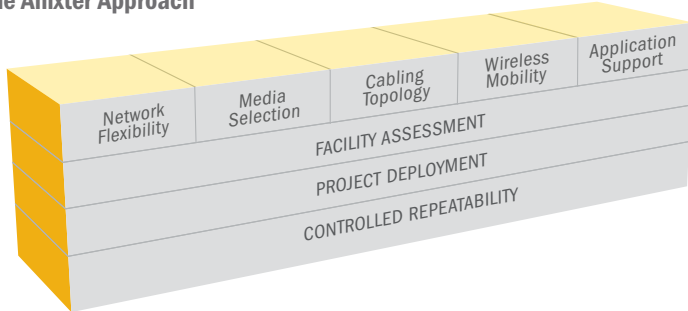 Anixter Approach
Network
Flexibility
Media
Selection
Cabling
Topology
Wireless
Mobility
Application
Support
FACILITY ASSESSMENT
PROJECT DEPLOYMENT
CONTROLLED REPEATABILITY